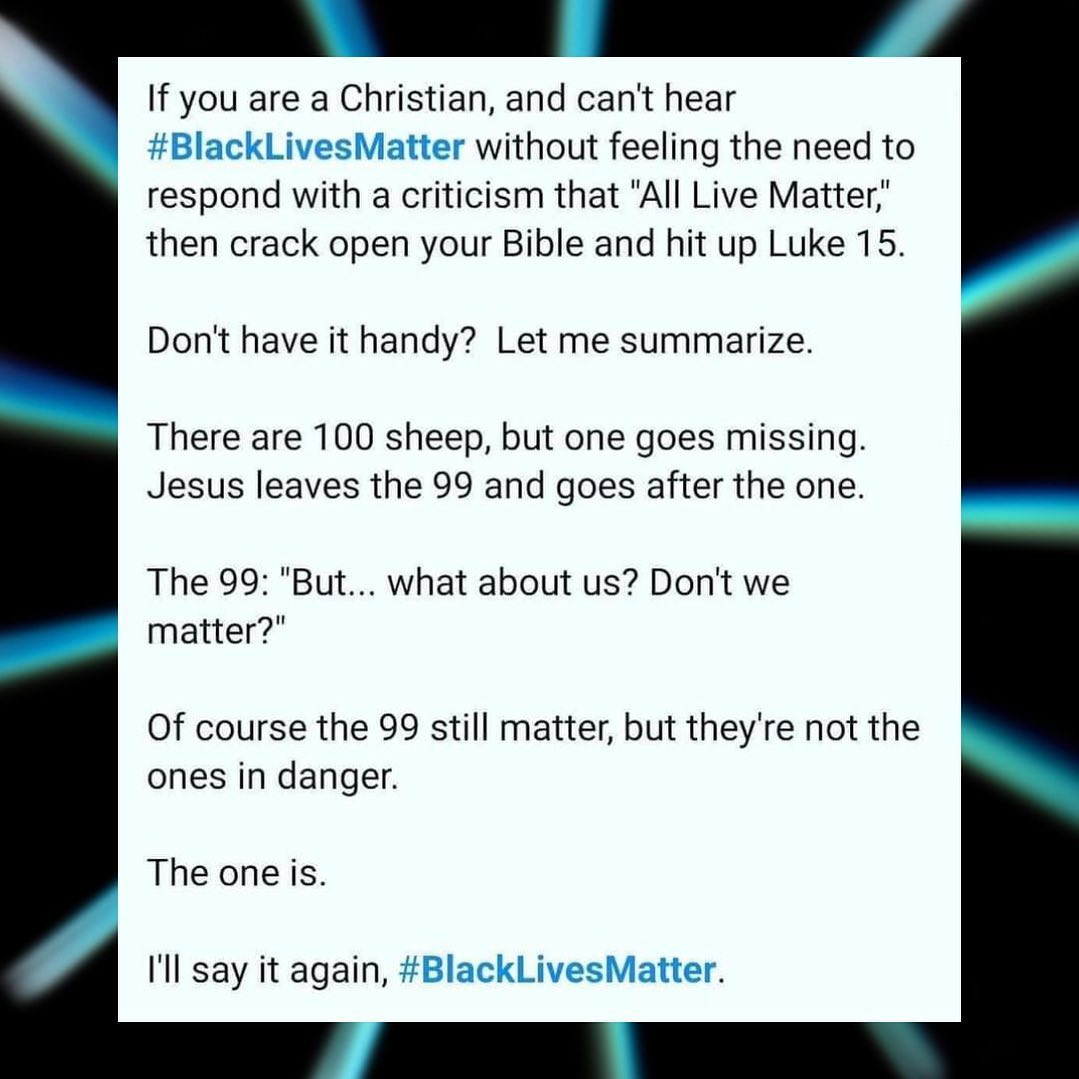 If you are a Christian, and can't hear
#BlackLivesMatter without feeling the need to
respond with a criticism that "All Live Matter,"
then crack open your Bible and hit up Luke 15.
Don't have it handy?  Let me summarize.
There are 100 sheep, but one goes missing.
Jesus leaves the 99 and goes after the one.
The 99: "But... what about us? Don't we
matter?"
Of course the 99 still matter, but they're not the
ones in danger.
The one is.
I'll say it again, #BlackLivesMatter.